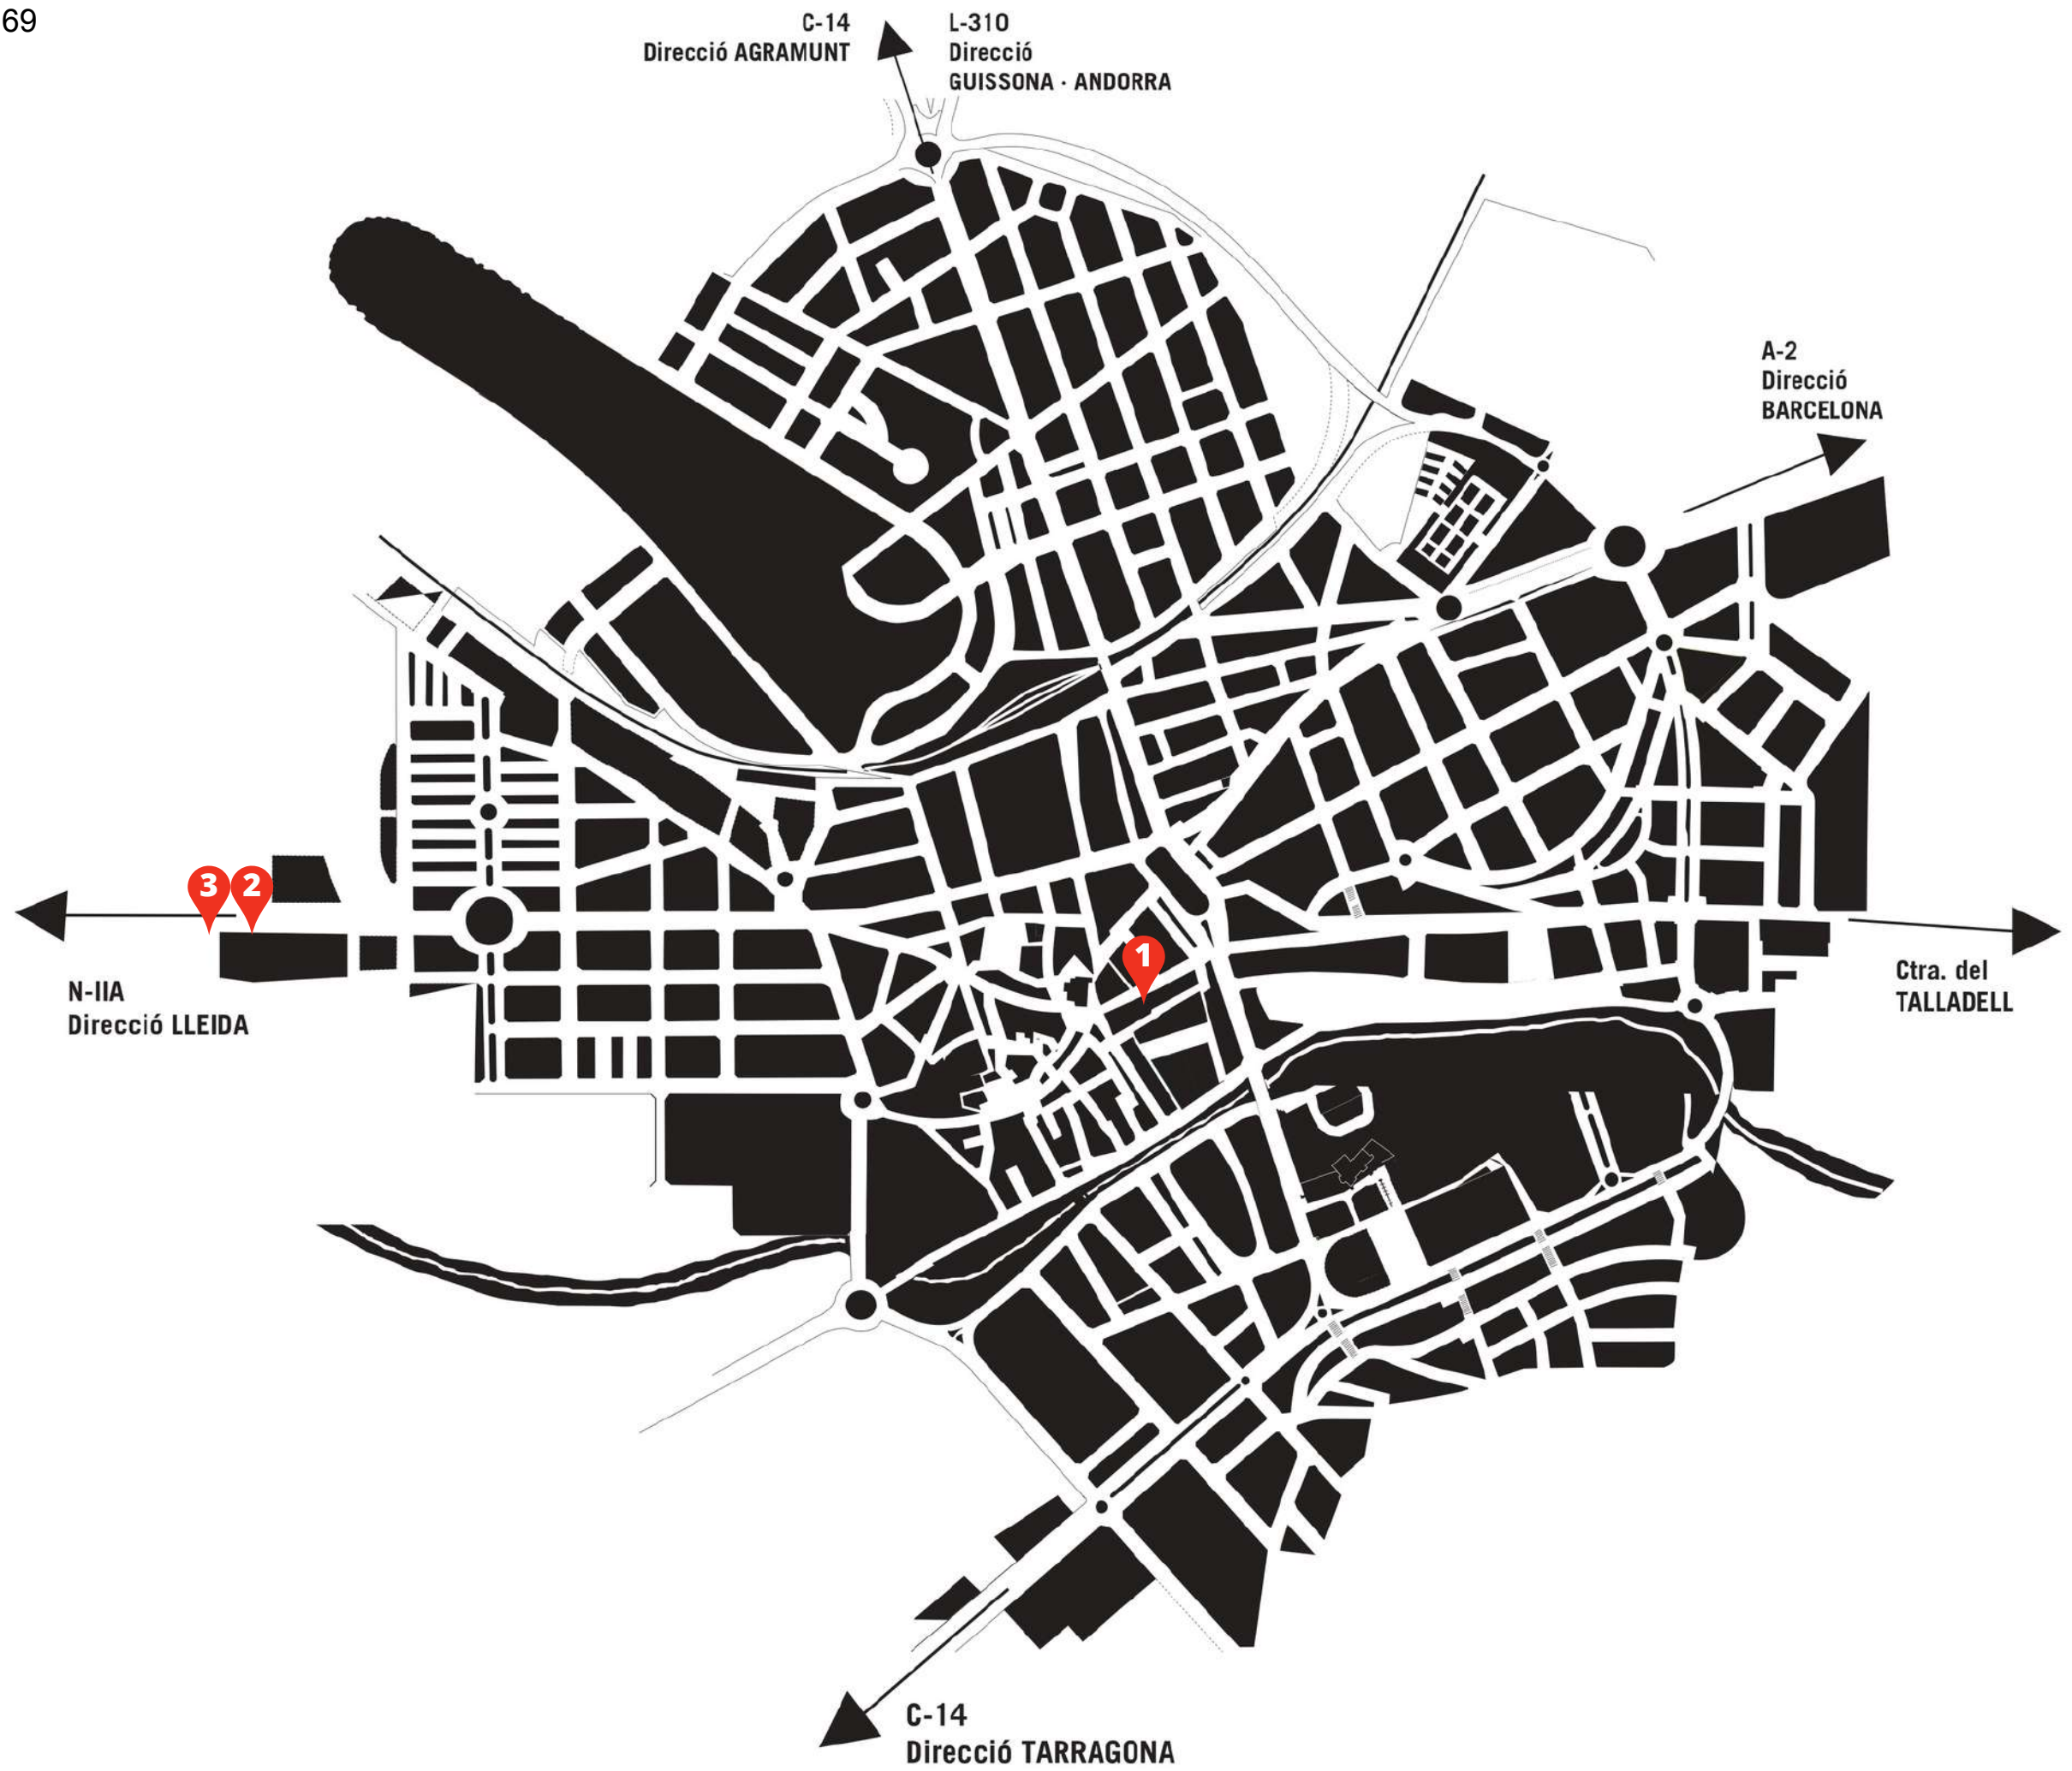 69
C-14
Direcció AGRAMUNT
L-310
Direcció
GUISSONA · ANDORRA
A-2
Direcció
BARCELONA
3
2
1
N-IIA
Direcció LLEIDA
Ctra. del
TALLADELL
C-14
Direcció TARRAGONA